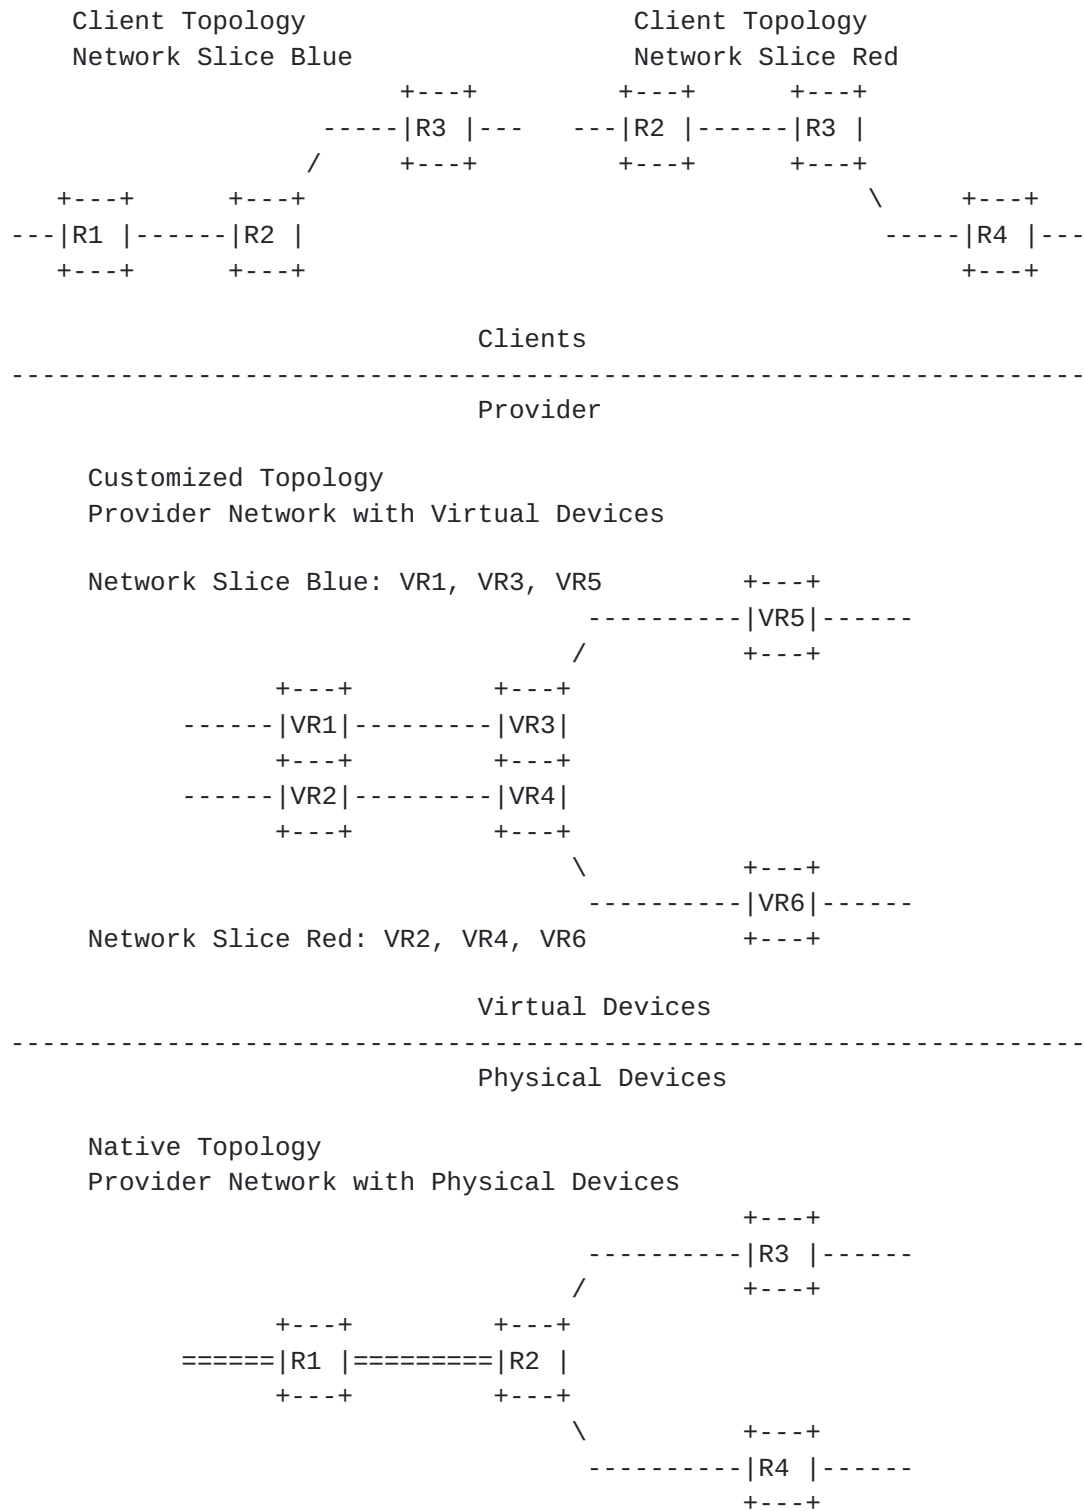 Client Topology                     Client Topology
    Network Slice Blue                  Network Slice Red
                         +---+         +---+      +---+
                    -----|R3 |---   ---|R2 |------|R3 |
                   /     +---+         +---+      +---+
   +---+      +---+                                    \     +---+
---|R1 |------|R2 |                                     -----|R4 |---
   +---+      +---+                                          +---+
                              Clients
---------------------------------------------------------------------
                              Provider
     Customized Topology
     Provider Network with Virtual Devices
     Network Slice Blue: VR1, VR3, VR5         +---+
                                     ----------|VR5|------
                                    /          +---+
                 +---+         +---+
           ------|VR1|---------|VR3|
                 +---+         +---+
           ------|VR2|---------|VR4|
                 +---+         +---+
                                    \          +---+
                                     ----------|VR6|------
     Network Slice Red: VR2, VR4, VR6          +---+
                              Virtual Devices
---------------------------------------------------------------------
                              Physical Devices
     Native Topology
     Provider Network with Physical Devices
                                               +---+
                                     ----------|R3 |------
                                    /          +---+
                 +---+         +---+
           ======|R1 |=========|R2 |
                 +---+         +---+
                                    \          +---+
                                     ----------|R4 |------
                                               +---+